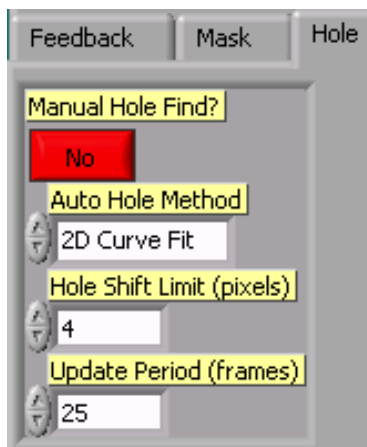 Feedback Mask Hole
Manual Hole Find?
No
Auto Hole Method
2D Curve Fit
Hole Shift Limit (pixels)
4
Update Period (frames)
25